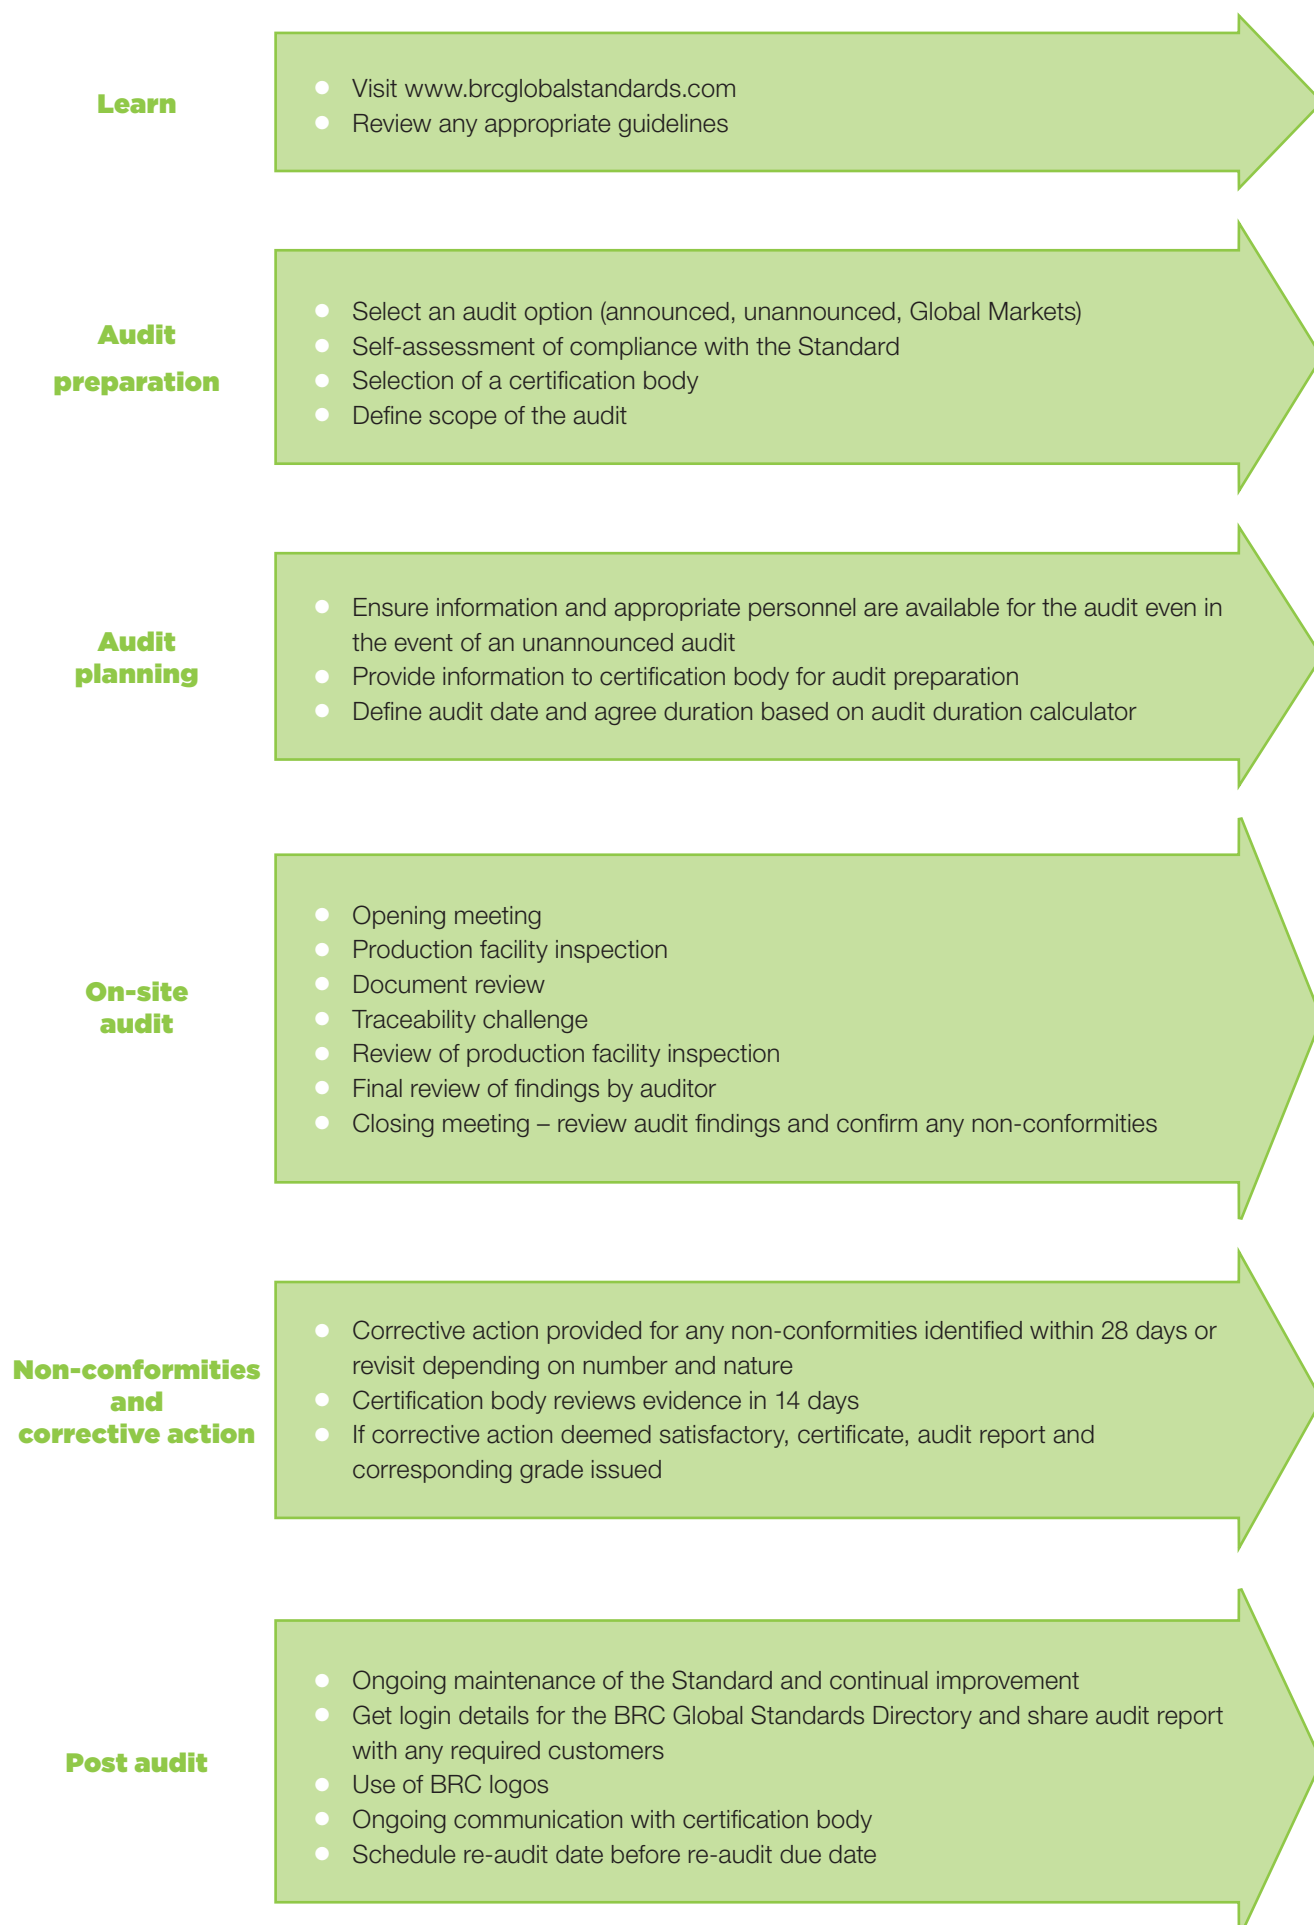 Learn
Visit www.brcglobalstandards.com
Review any appropriate guidelines
Audit
preparation
Select an audit option (announced, unannounced, Global Markets)
Self-assessment of compliance with the Standard
Selection of a certification body
Define scope of the audit
Audit
planning
Ensure information and appropriate personnel are available for the audit even in
the event of an unannounced audit
Provide information to certification body for audit preparation
Define audit date and agree duration based on audit duration calculator
On-site
audit
Opening meeting
Production facility inspection
Document review
Traceability challenge
Review of production facility inspection
Final review of findings by auditor
Closing meeting – review audit findings and confirm any non-conformities
Non-conformities
and
corrective action
Corrective action provided for any non-conformities identified within 28 days or
revisit depending on number and nature
Certification body reviews evidence in 14 days
If corrective action deemed satisfactory, certificate, audit report and
corresponding grade issued
Post audit
Ongoing maintenance of the Standard and continual improvement
Get login details for the BRC Global Standards Directory and share audit report
with any required customers
Use of BRC logos
Ongoing communication with certification body
Schedule re-audit date before re-audit due date